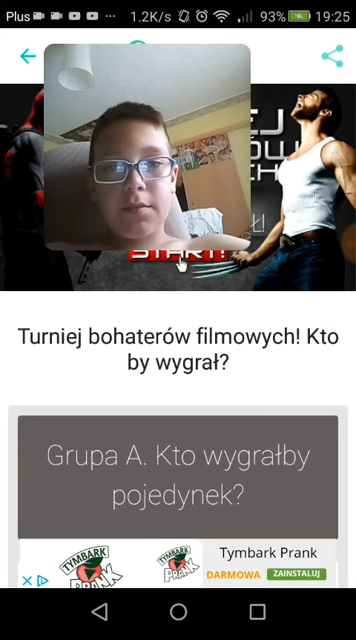 Plus ... 1.2K/s 93% 19:25
START!
Turniej bohaterów filmowych! Kto
by wygrał?
Grupa A. Kto wygrałby
pojedynek?
TYMBARK
PRANK
TYMBARK
PRANK
Tymbark Prank
DARMOWA ZAINSTALUJ